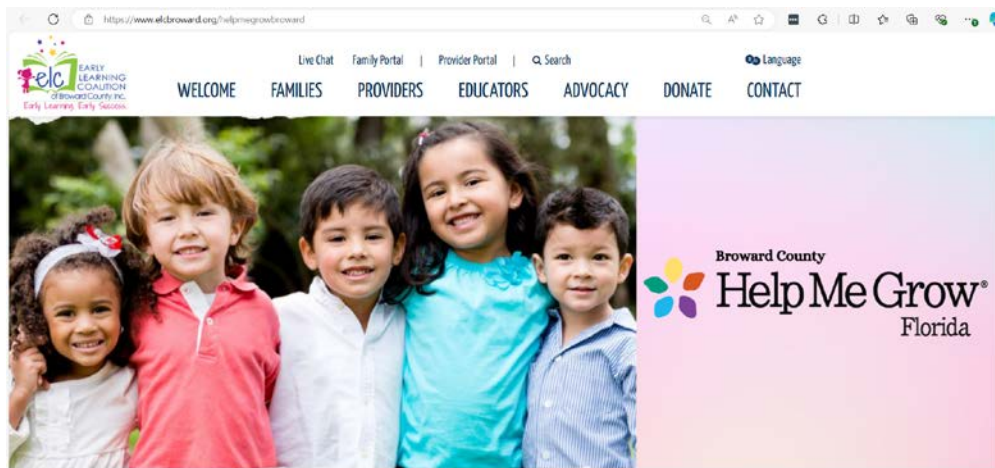 https://www.elcbroward.org/helpmegrowbroward
elc
EARLY
LEARNING
COALITION
of Broward County, Inc.
Early Learning. Early Success.
Live Chat Family Portal | Provider Portal | Search Language
WELCOME FAMILIES PROVIDERS EDUCATORS ADVOCACY DONATE CONTACT
Broward County
Help Me Grow®
Florida